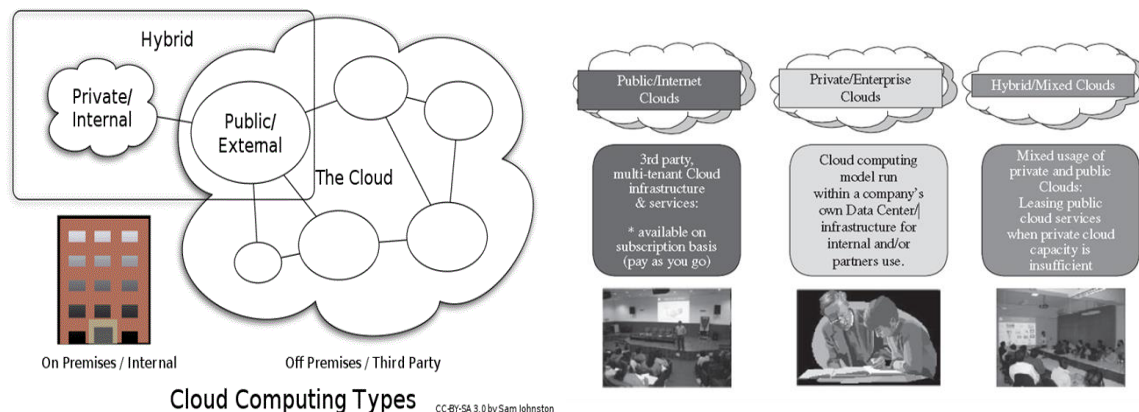 Hybrid
Private/
Internal
Public/
External
The Cloud
On Premises / Internal
Off Premises / Third Party
Cloud Computing Types
CC-BY-SA 3.0 by Sam Johnston
Public/Internet
Clouds
3rd party,
multi-tenant Cloud
infrastructure
& services:
* available on
subscription basis
(pay as you go)
Private/Enterprise
Clouds
Cloud computing
model run
within a company’s
own Data Center/
infrastructure for
internal and/or
partners use.
Hybrid/Mixed Clouds
Mixed usage of
private and public
Clouds:
Leasing public
cloud services
when private cloud
capacity is
insufficient